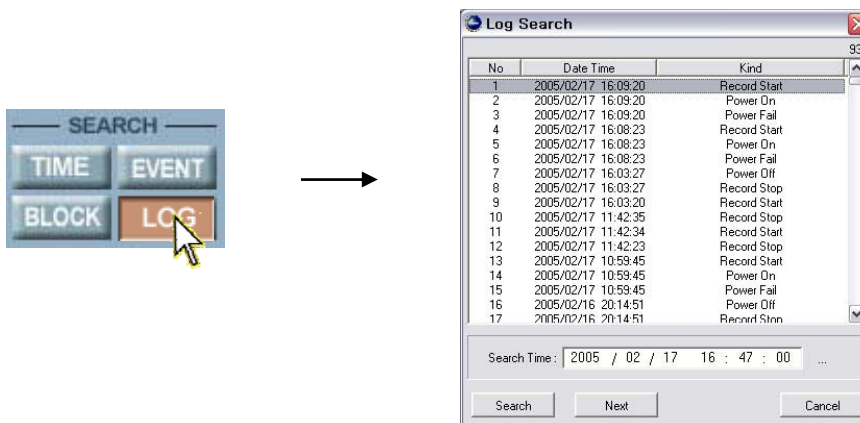 SEARCH
TIME EVENT
BLOCK LOG
Log Search
93
No Date Time Kind
1 2005/02/17 16:09:20 Record Start
2 2005/02/17 16:09:20 Power On
3 2005/02/17 16:09:20 Power Fail
4 2005/02/17 16:08:23 Record Start
5 2005/02/17 16:08:23 Power On
6 2005/02/17 16:08:23 Power Fail
7 2005/02/17 16:03:27 Power Off
8 2005/02/17 16:03:27 Record Stop
9 2005/02/17 16:03:20 Record Start
10 2005/02/17 11:42:35 Record Stop
11 2005/02/17 11:42:34 Record Start
12 2005/02/17 11:42:23 Record Stop
13 2005/02/17 10:59:45 Record Start
14 2005/02/17 10:59:45 Power On
15 2005/02/17 10:59:45 Power Fail
16 2005/02/16 20:14:51 Power Off
17 2005/02/16 20:14:51 Record Stop
Search Time : 2005 / 02 / 17 16 : 47 : 00 ...
Search Next Cancel